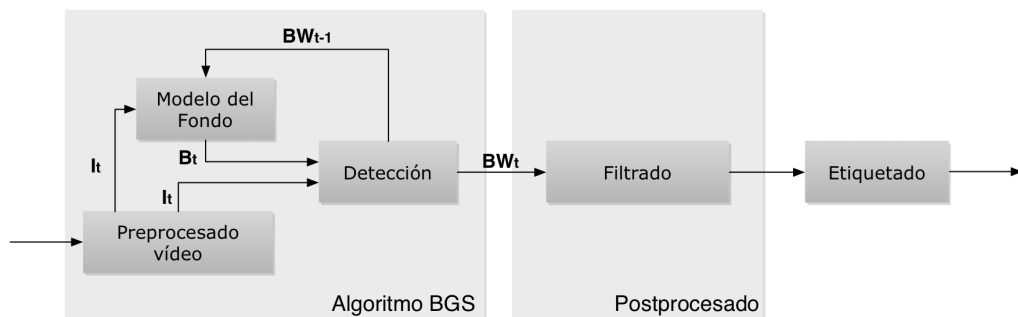 BWt-1
Modelo del
Fondo
It
Bt
It
Detección
BWt
Filtrado
Etiquetado
Preprocesado
vídeo
Algoritmo BGS
Postprocesado